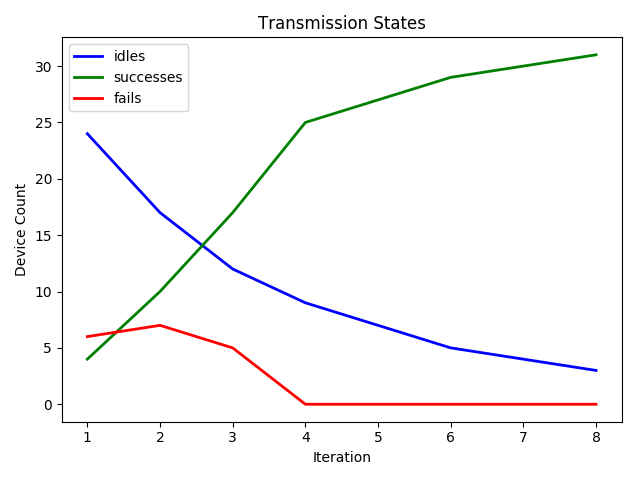 Transmission States
idles
successes
fails
Device Count
30
25
20
15
10
5
0
1 2 3 4 5 6 7 8
Iteration